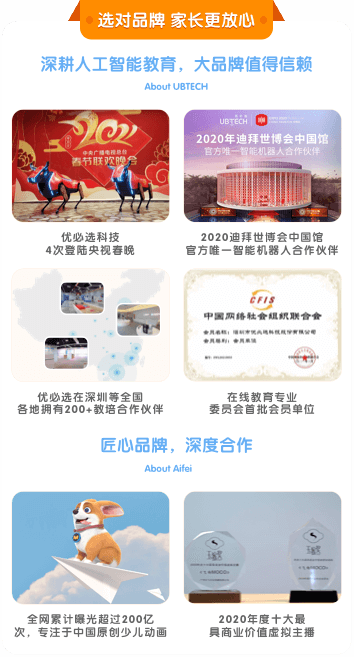 选对品牌 家长更放心
深耕人工智能教育，大品牌值得信赖
About UBTECH
2021
中央广播电视总台
春节联欢晚会
UBTECH
2020年迪拜世博会中国馆
官方唯一智能机器人合作伙伴
优必选科技
4次登陆央视春晚
2020迪拜世博会中国馆
官方唯一智能机器人合作伙伴
CFIS
中国网络社会组织联合会
会员名称：深圳市优必选科技股份有限公司
会员级别：会员单位
优必选在深圳等全国
各地拥有200+教培合作伙伴
在线教育专业
委员会首批会员单位
匠心品牌，深度合作
About Aifei
全网累计曝光超过200亿
次，专注于中国原创少儿动画
2020年度十大最
具商业价值虚拟主播